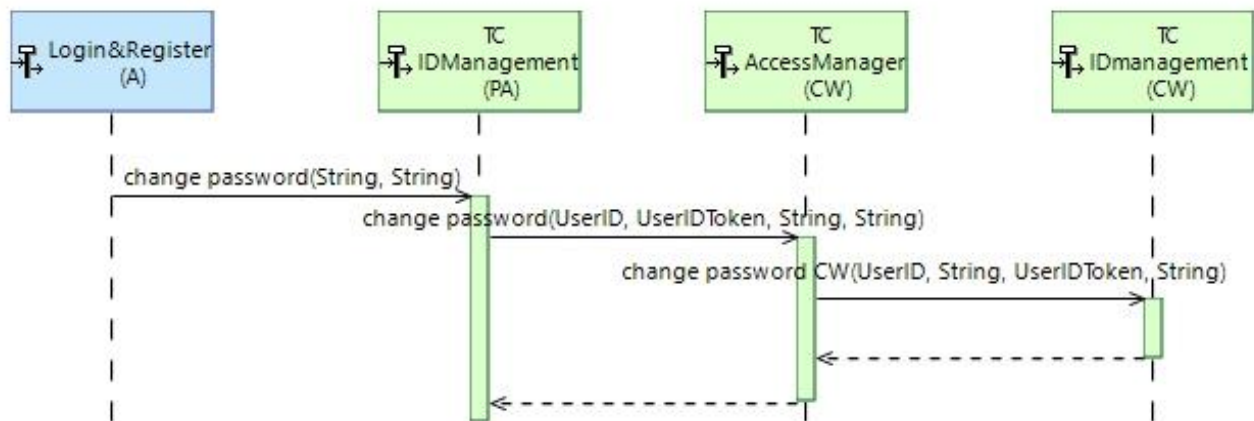 Login&Register
(A)
TC
IDManagement
(PA)
TC
AccessManager
(CW)
TC
IDmanagement
(CW)
change password(String, String)
change password(UserID, UserIDToken, String, String)
change password CW(UserID, String, UserIDToken, String)